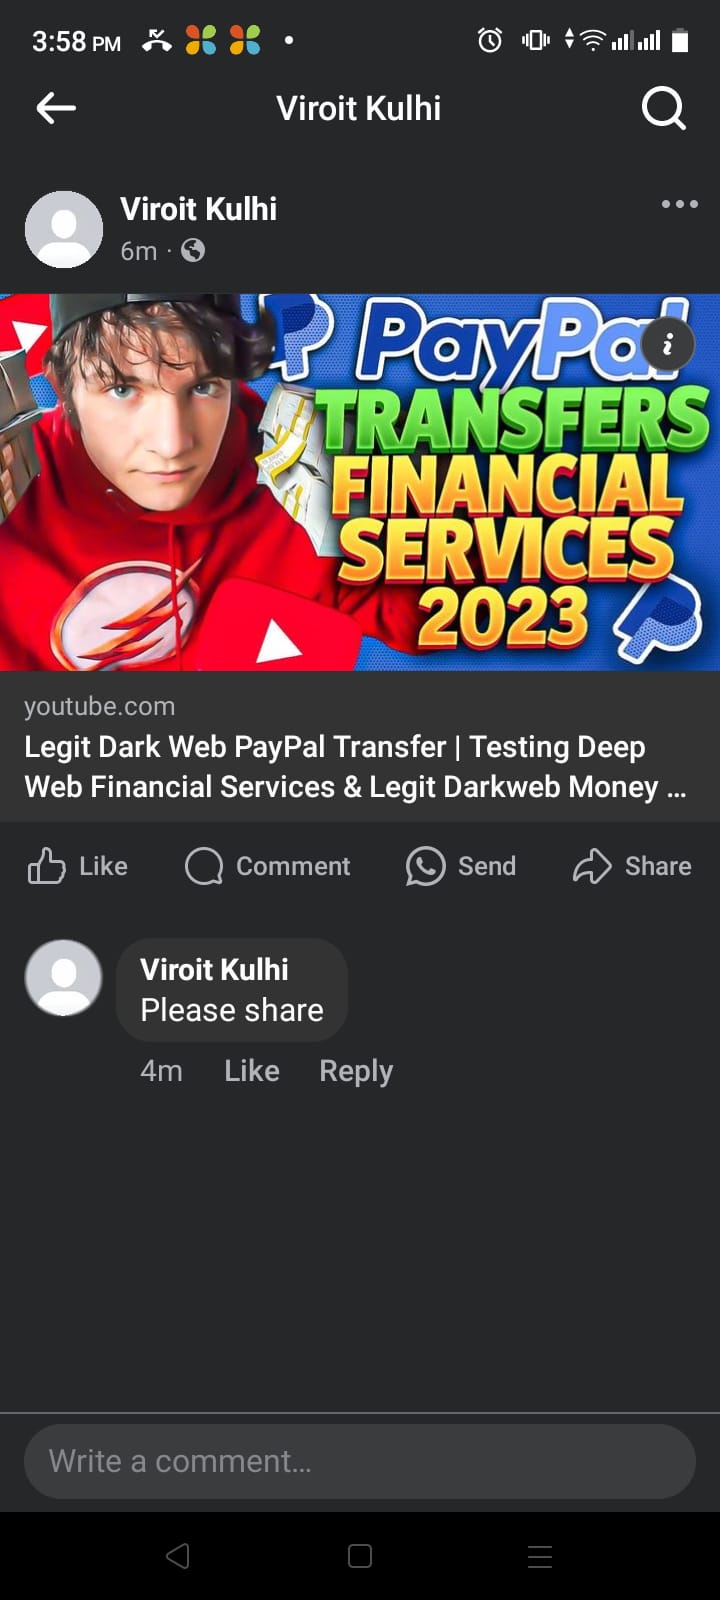 3:58 PM
Viroit Kulhi
Viroit Kulhi
6m ·
PayPal
TRANSFERS
FINANCIAL
SERVICES
2023
youtube.com
Legit Dark Web PayPal Transfer | Testing Deep
Web Financial Services & Legit Darkweb Money ...
Like Comment Send Share
Viroit Kulhi
Please share
4m Like Reply
Write a comment...